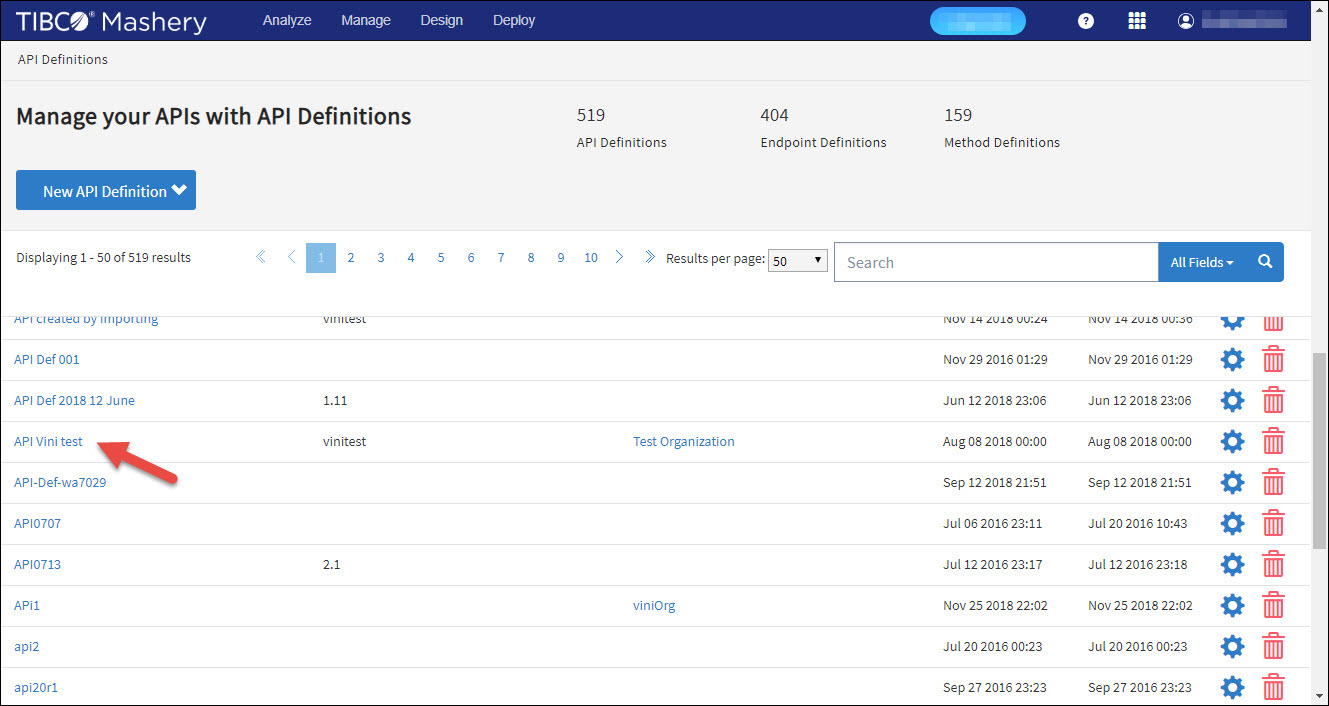 TIBCO® Mashery Analyze Manage Design Deploy ?
API Definitions
Manage your APIs with API Definitions
519 404 159
API Definitions Endpoint Definitions Method Definitions
New API Definition
Displaying 1 - 50 of 519 results 1 2 3 4 5 6 7 8 9 10 Results per page: 50 Search All Fields
API created by importing vinitest Nov 14 2018 00:24 Nov 14 2018 00:36
API Def 001 Nov 29 2016 01:29 Nov 29 2016 01:29
API Def 2018 12 June 1.11 Jun 12 2018 23:06 Jun 12 2018 23:06
API Vini test vinitest Test Organization Aug 08 2018 00:00 Aug 08 2018 00:00
API-Def-wa7029 Sep 12 2018 21:51 Sep 12 2018 21:51
API0707 Jul 06 2016 23:11 Jul 20 2016 10:43
API0713 2.1 Jul 12 2016 23:17 Jul 12 2016 23:18
APi1 viniOrg Nov 25 2018 22:02 Nov 25 2018 22:02
api2 Jul 20 2016 00:23 Jul 20 2016 00:23
api20r1 Sep 27 2016 23:23 Sep 27 2016 23:23